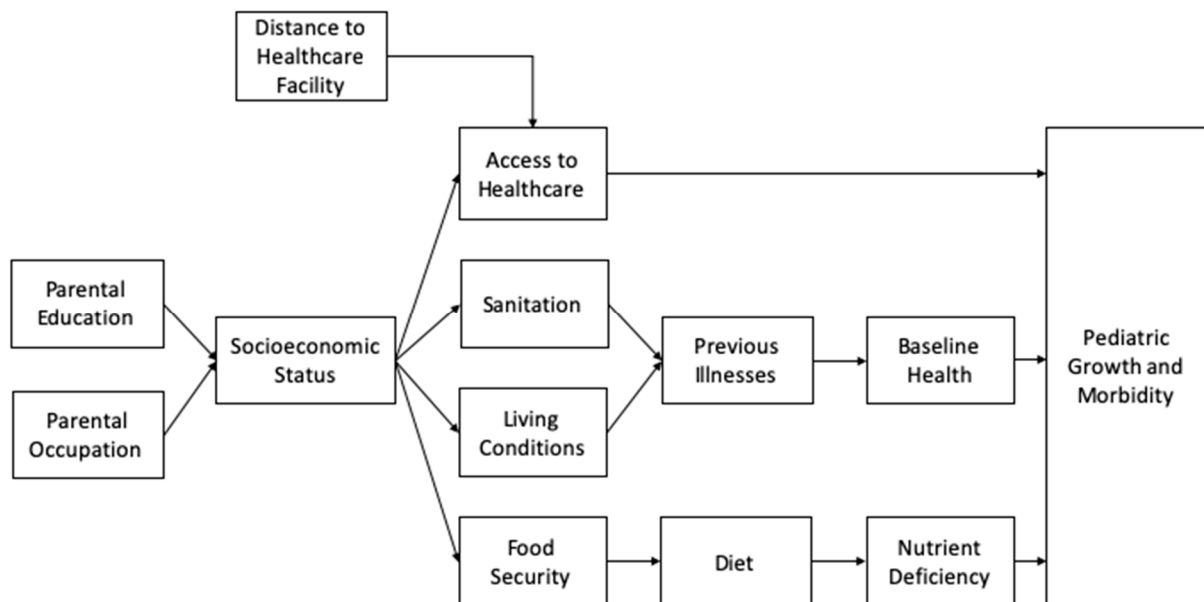 Distance to
Healthcare
Facility
Access to
Healthcare
Parental
Education
Sanitation
Socioeconomic
Status
Previous
Illnesses
Baseline
Health
Pediatric
Growth and
Morbidity
Parental
Occupation
Living
Conditions
Food
Security
Diet
Nutrient
Deficiency